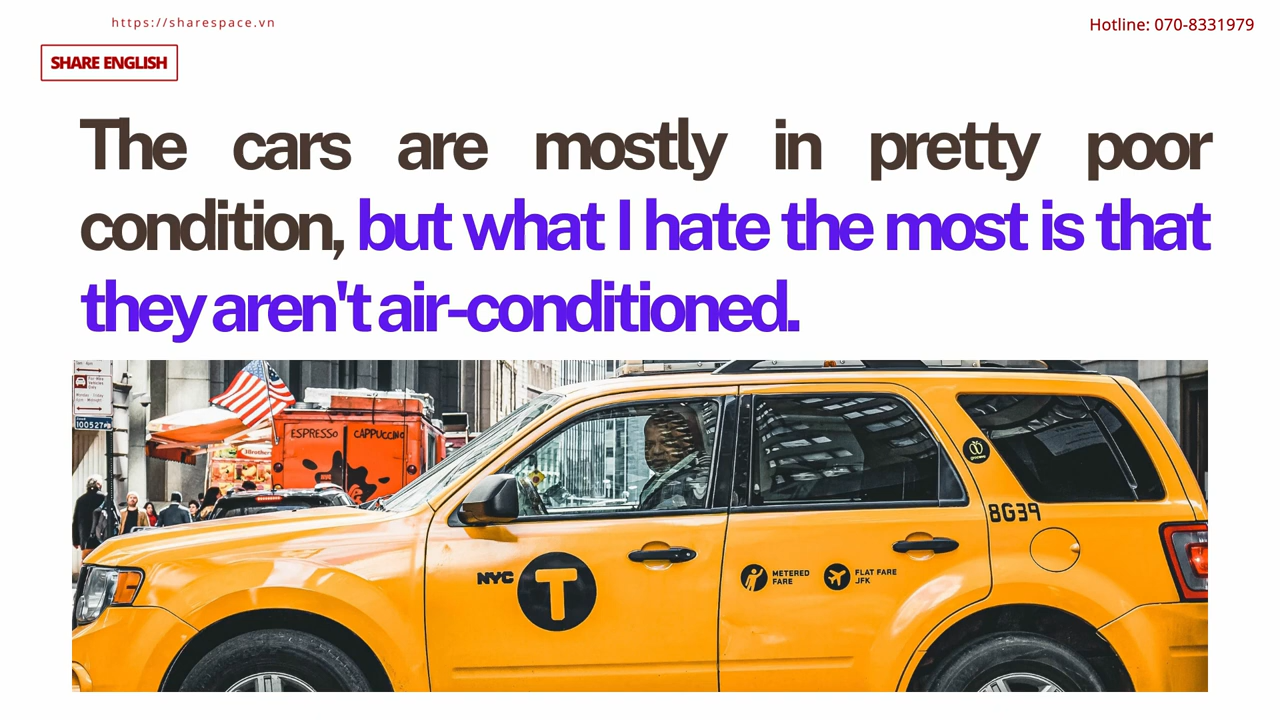 https://sharespace.vn
Hotline: 070-8331979
SHARE ENGLISH
The cars are mostly in pretty poor
condition, but what I hate the most is that
they aren't air-conditioned.
ESPRESSO CAPPUCCINO
NYC T
METERED
FARE
FLAT FARE
JFK
8G39